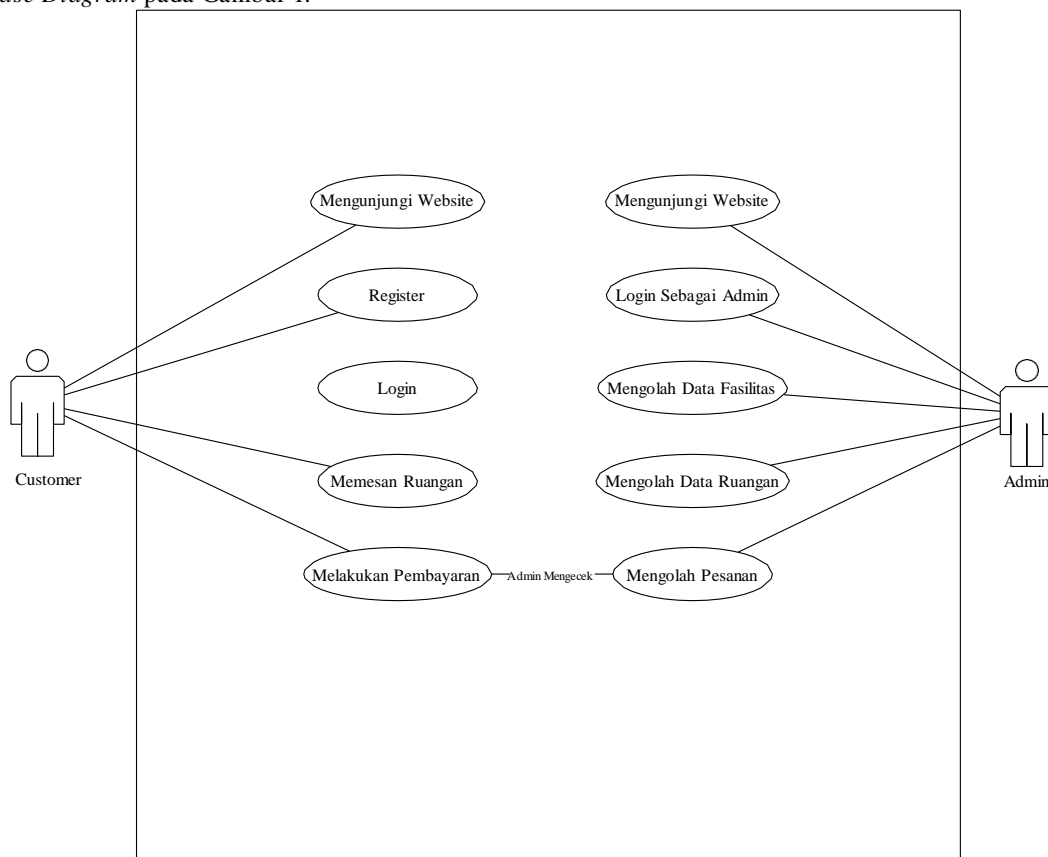 Diagram pada Gambar 1.
Mengunjungi Website
Mengunjungi Website
Register
Login Sebagai Admin
Login
Mengolah Data Fasilitas
Customer
Memesan Ruangan
Mengolah Data Ruangan
Admin
Melakukan Pembayaran
Admin Mengecek
Mengolah Pesanan